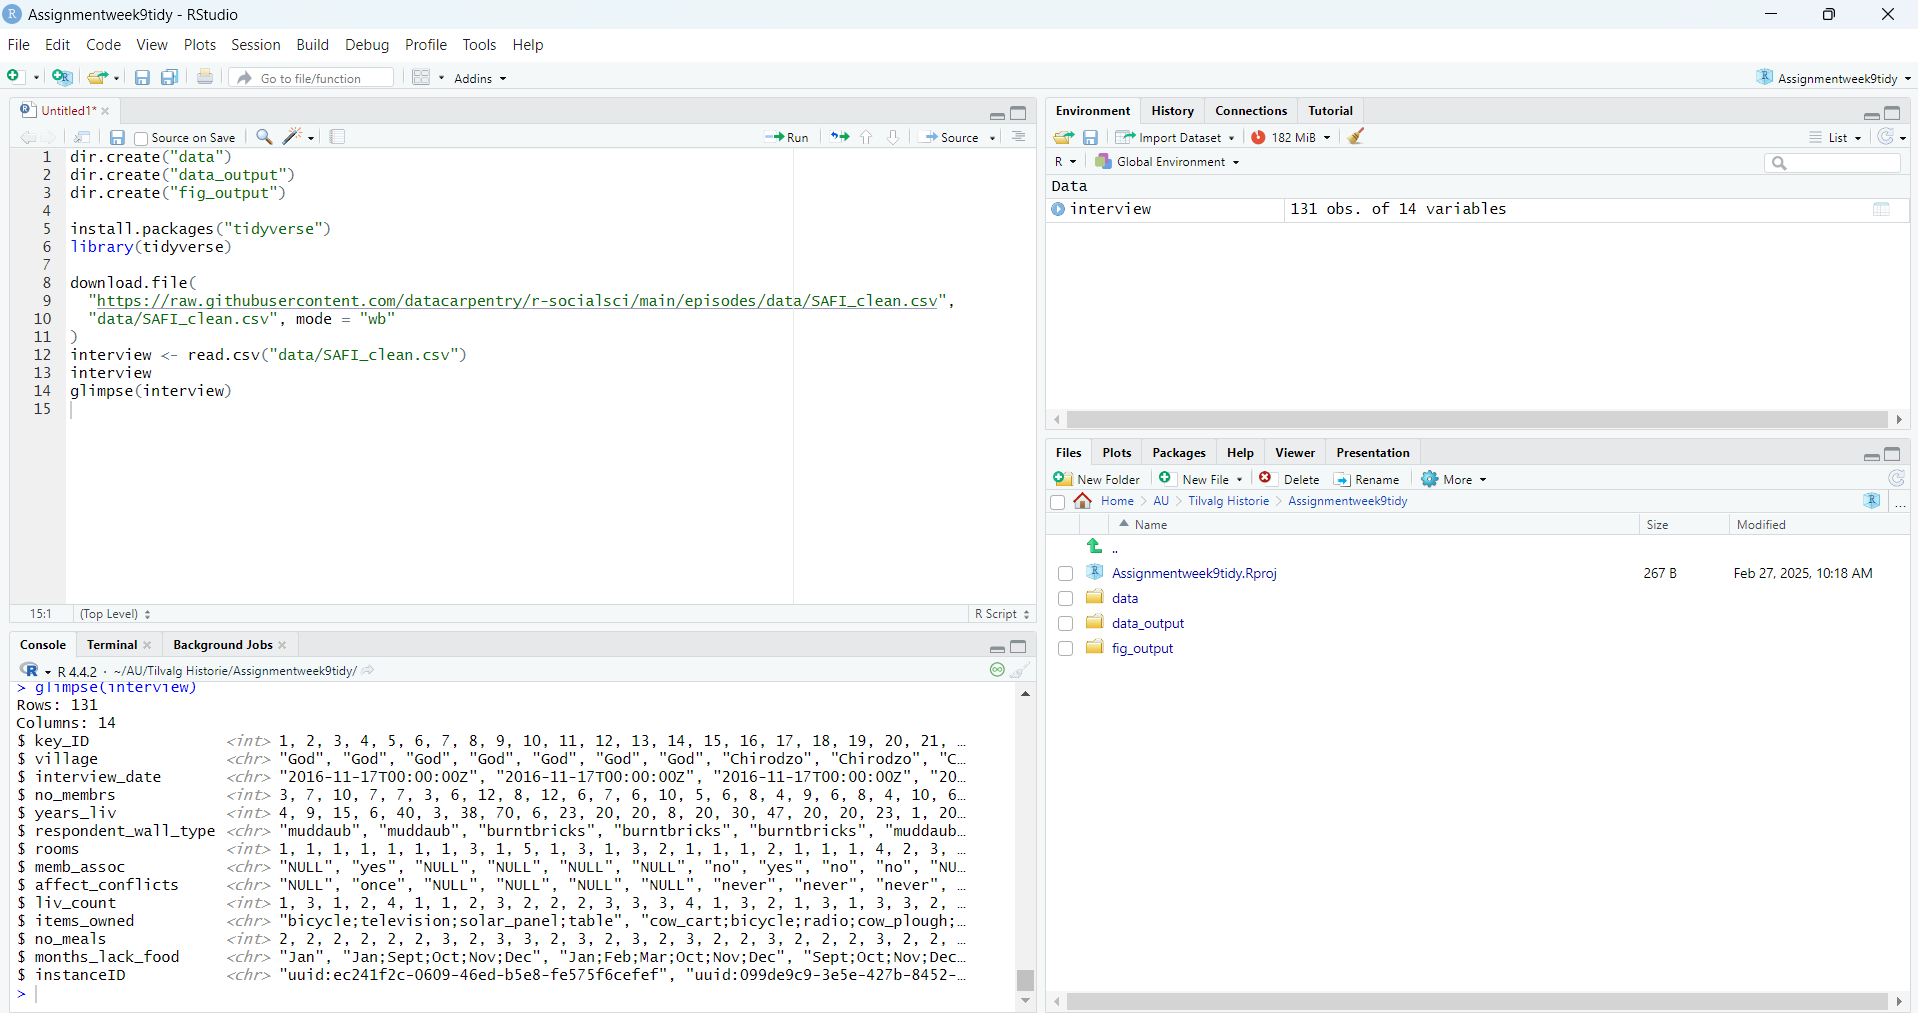 Assignmentweek9tidy - RStudio
File Edit Code View Plots Session Build Debug Profile Tools Help
Go to file/function Addins Assignmentweek9tidy
Untitled1*
Source on Save Run Source
1 dir.create("data")
2 dir.create("data_output")
3 dir.create("fig_output")
4
5 install.packages("tidyverse")
6 library(tidyverse)
7
8 download.file(
9 "https://raw.githubusercontent.com/datacarpentry/r-socialsci/main/episodes/data/SAFI_clean.csv",
10 "data/SAFI_clean.csv", mode = "wb"
11 )
12 interview <- read.csv("data/SAFI_clean.csv")
13 interview
14 glimpse(interview)
15
15:1 (Top Level) R Script
Console Terminal Background Jobs
R 4.4.2 · ~/AU/Tilvalg Historie/Assignmentweek9tidy/
> glimpse(interview)
Rows: 131
Columns: 14
$ key_ID <int> 1, 2, 3, 4, 5, 6, 7, 8, 9, 10, 11, 12, 13, 14, 15, 16, 17, 18, 19, 20, 21, …
$ village <chr> "God", "God", "God", "God", "God", "God", "God", "Chirodzo", "Chirodzo", "C…
$ interview_date <chr> "2016-11-17T00:00:00Z", "2016-11-17T00:00:00Z", "2016-11-17T00:00:00Z", "20…
$ no_membrs <int> 3, 7, 10, 7, 7, 3, 6, 12, 8, 12, 6, 7, 6, 10, 5, 6, 8, 4, 9, 6, 8, 4, 10, 6…
$ years_liv <int> 4, 9, 15, 6, 40, 3, 38, 70, 6, 23, 20, 20, 8, 20, 30, 47, 20, 20, 23, 1, 20…
$ respondent_wall_type <chr> "muddaub", "muddaub", "burntbricks", "burntbricks", "burntbricks", "muddaub…
$ rooms <int> 1, 1, 1, 1, 1, 1, 1, 3, 1, 5, 1, 3, 1, 3, 2, 1, 1, 1, 2, 1, 1, 1, 4, 2, 3, …
$ memb_assoc <chr> "NULL", "yes", "NULL", "NULL", "NULL", "NULL", "no", "yes", "no", "no", "NU…
$ affect_conflicts <chr> "NULL", "once", "NULL", "NULL", "NULL", "NULL", "never", "never", "never", …
$ liv_count <int> 1, 3, 1, 2, 4, 1, 1, 2, 3, 2, 2, 2, 3, 3, 3, 4, 1, 3, 2, 1, 3, 1, 3, 3, 2, …
$ items_owned <chr> "bicycle;television;solar_panel;table", "cow_cart;bicycle;radio;cow_plough;…
$ no_meals <int> 2, 2, 2, 2, 2, 2, 3, 2, 3, 3, 2, 3, 2, 3, 2, 3, 2, 2, 3, 2, 2, 2, 3, 2, 2, …
$ months_lack_food <chr> "Jan", "Jan;Sept;Oct;Nov;Dec", "Jan;Feb;Mar;Oct;Nov;Dec", "Sept;Oct;Nov;Dec…
$ instanceID <chr> "uuid:ec241f2c-0609-46ed-b5e8-fe575f6cefef", "uuid:099de9c9-3e5e-427b-8452-…
>
Environment History Connections Tutorial
Import Dataset 182 MiB List
R Global Environment
Data
interview 131 obs. of 14 variables
Files Plots Packages Help Viewer Presentation
New Folder New File Delete Rename More
Home AU Tilvalg Historie Assignmentweek9tidy ...
Name Size Modified
..
Assignmentweek9tidy.Rproj 267 B Feb 27, 2025, 10:18 AM
data
data_output
fig_output